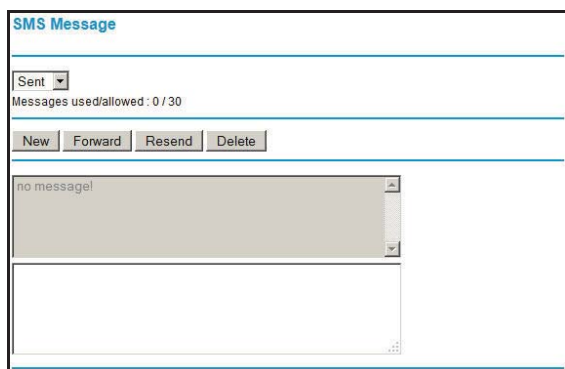 SMS Message
Sent
Messages used/allowed : 0 / 30
New Forward Resend Delete
no message!